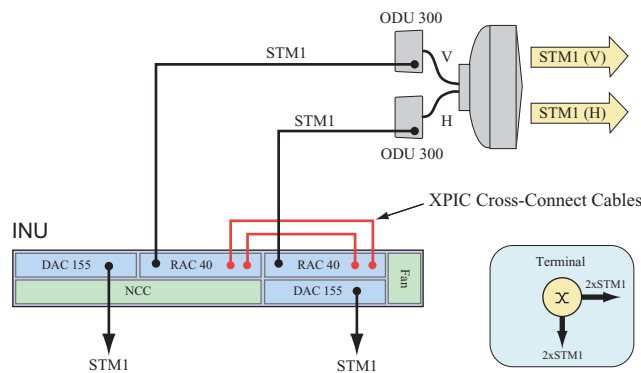 ODU 300
STM1
V
STM1 (V)
STM1
H
STM1 (H)
ODU 300
XPIC Cross-Connect Cables
INU
DAC 155
RAC 40
RAC 40
Fan
NCC
DAC 155
STM1
STM1
Terminal
2xSTM1
2xSTM1